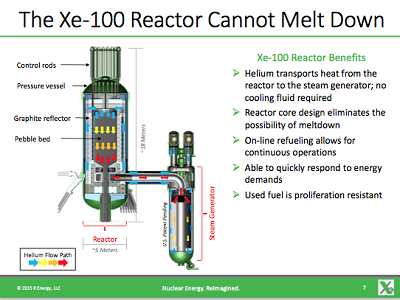 The Xe-100 Reactor Cannot Melt Down
Control rods
Pressure vessel
Graphite reflector
Pebble bed
~18 Meters
Reactor
~5 Meters
U.S. Patent Pending
Steam Generator
Helium Flow Path
Xe-100 Reactor Benefits
Helium transports heat from the
reactor to the steam generator; no
cooling fluid required
Reactor core design eliminates the
possibility of meltdown
On-line refueling allows for
continuous operations
Able to quickly respond to energy
demands
Used fuel is proliferation resistant
© 2015 X Energy, LLC
Nuclear Energy. Reimagined.
7